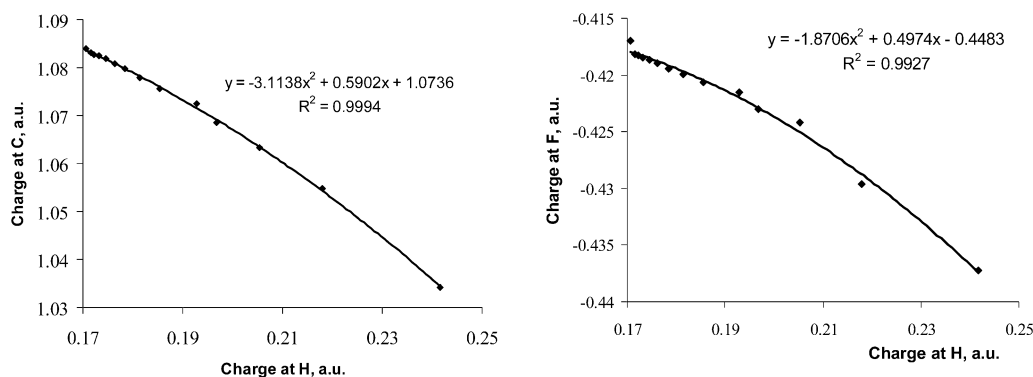 1.09
1.08
1.07
1.06
1.05
1.04
1.03
Charge at C, a.u.
y = -3.1138x² + 0.5902x + 1.0736
R² = 0.9994
0.17 0.19 0.21 0.23 0.25
Charge at H, a.u.
-0.415
-0.42
-0.425
-0.43
-0.435
-0.44
Charge at F, a.u.
y = -1.8706x² + 0.4974x - 0.4483
R² = 0.9927
0.17 0.19 0.21 0.23 0.25
Charge at H, a.u.